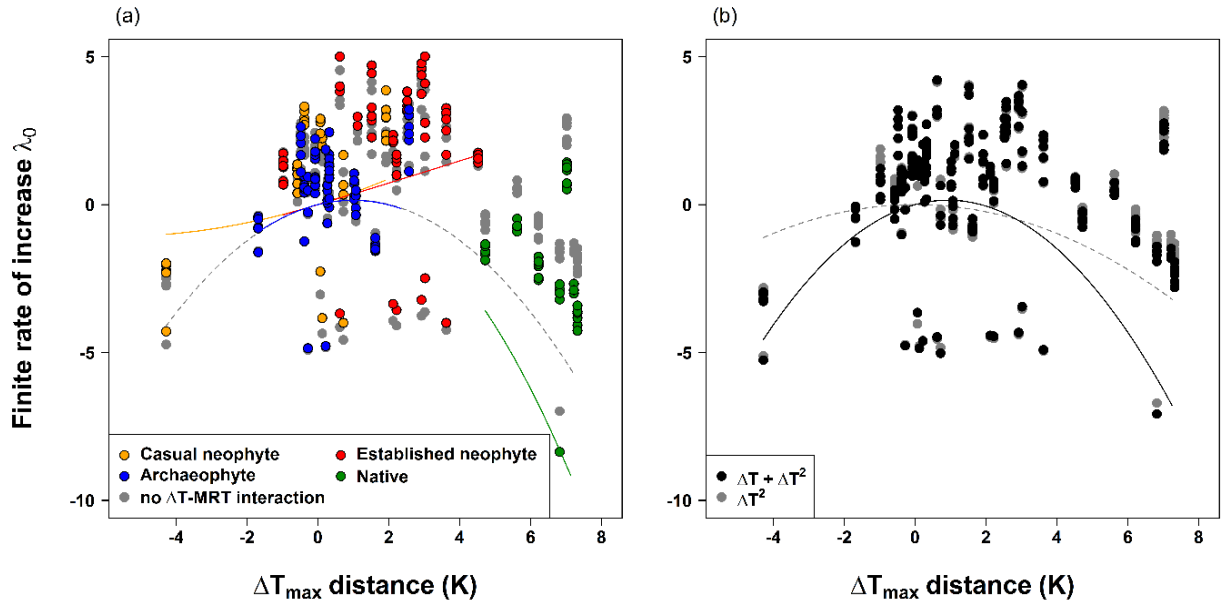 (a)
(b)
Finite rate of increase λ0
5
0
-5
-10
Casual neophyte
Established neophyte
Archaeophyte
Native
no ΔT-MRT interaction
-4
-2
0
2
4
6
8
ΔTmax distance (K)
5
0
-5
-10
ΔT + ΔT²
ΔT²
-4
-2
0
2
4
6
8
ΔTmax distance (K)